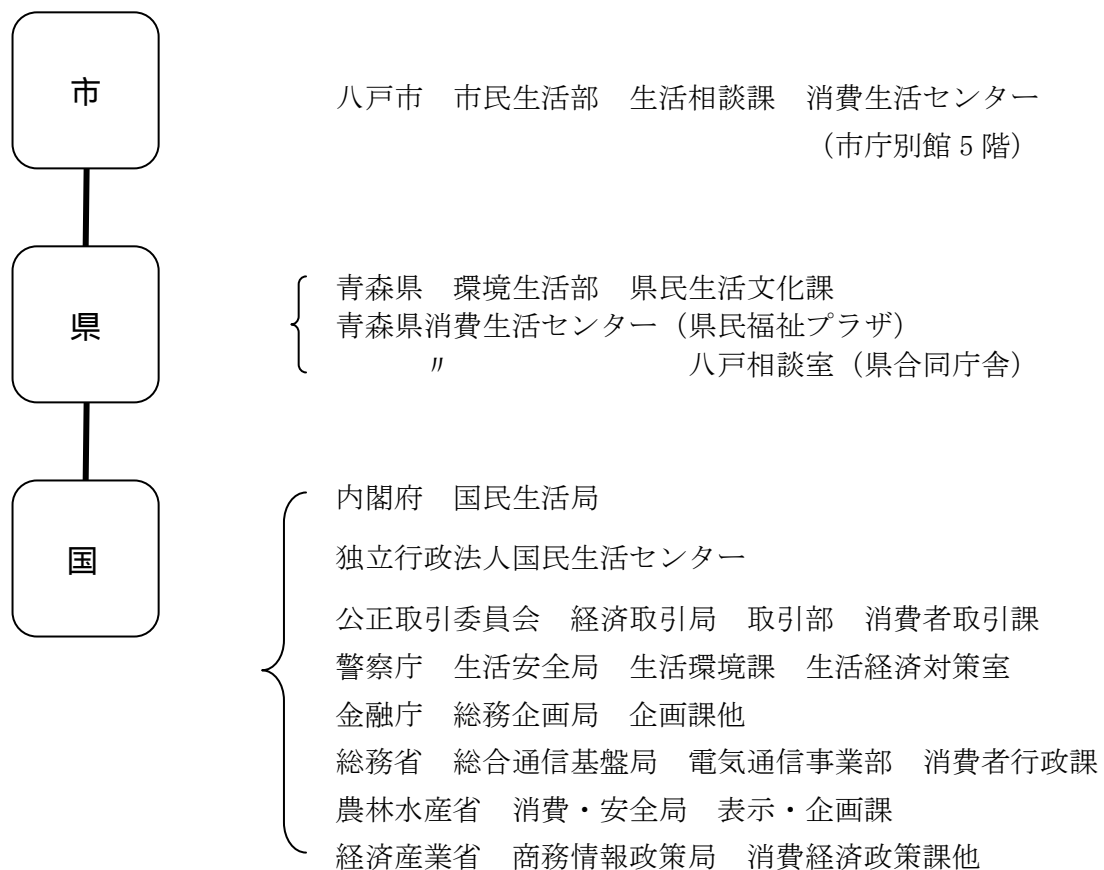 市
八戸市　市民生活部　生活相談課　消費生活センター
（市庁別館５階）
県
青森県　環境生活部　県民生活文化課
青森県消費生活センター（県民福祉プラザ）
〃　八戸相談室（県合同庁舎）
国
内閣府　国民生活局
独立行政法人国民生活センター
公正取引委員会　経済取引局　取引部　消費者取引課
警察庁　生活安全局　生活環境課　生活経済対策室
金融庁　総務企画局　企画課他
総務省　総合通信基盤局　電気通信事業部　消費者行政課
農林水産省　消費・安全局　表示・企画課
経済産業省　商務情報政策局　消費経済政策課他